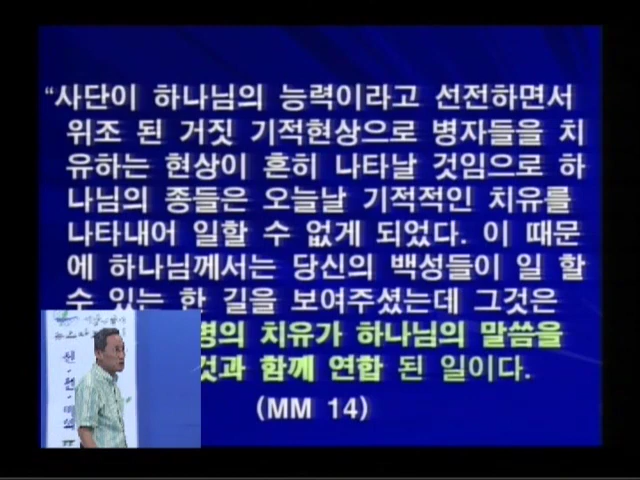 “사단이 하나님의 능력이라고 선전하면서
위조 된 거짓 기적현상으로 병자들을 치
유하는 현상이 흔히 나타날 것임으로 하
나님의 종들은 오늘날 기적적인 치유를
나타내어 일할 수 없게 되었다. 이 때문
에 하나님께서는 당신의 백성들이 일 할
수 있는 한 길을 보여주셨는데 그것은
병의 치유가 하나님의 말씀을
것과 함께 연합 된 일이다.
(MM 14)